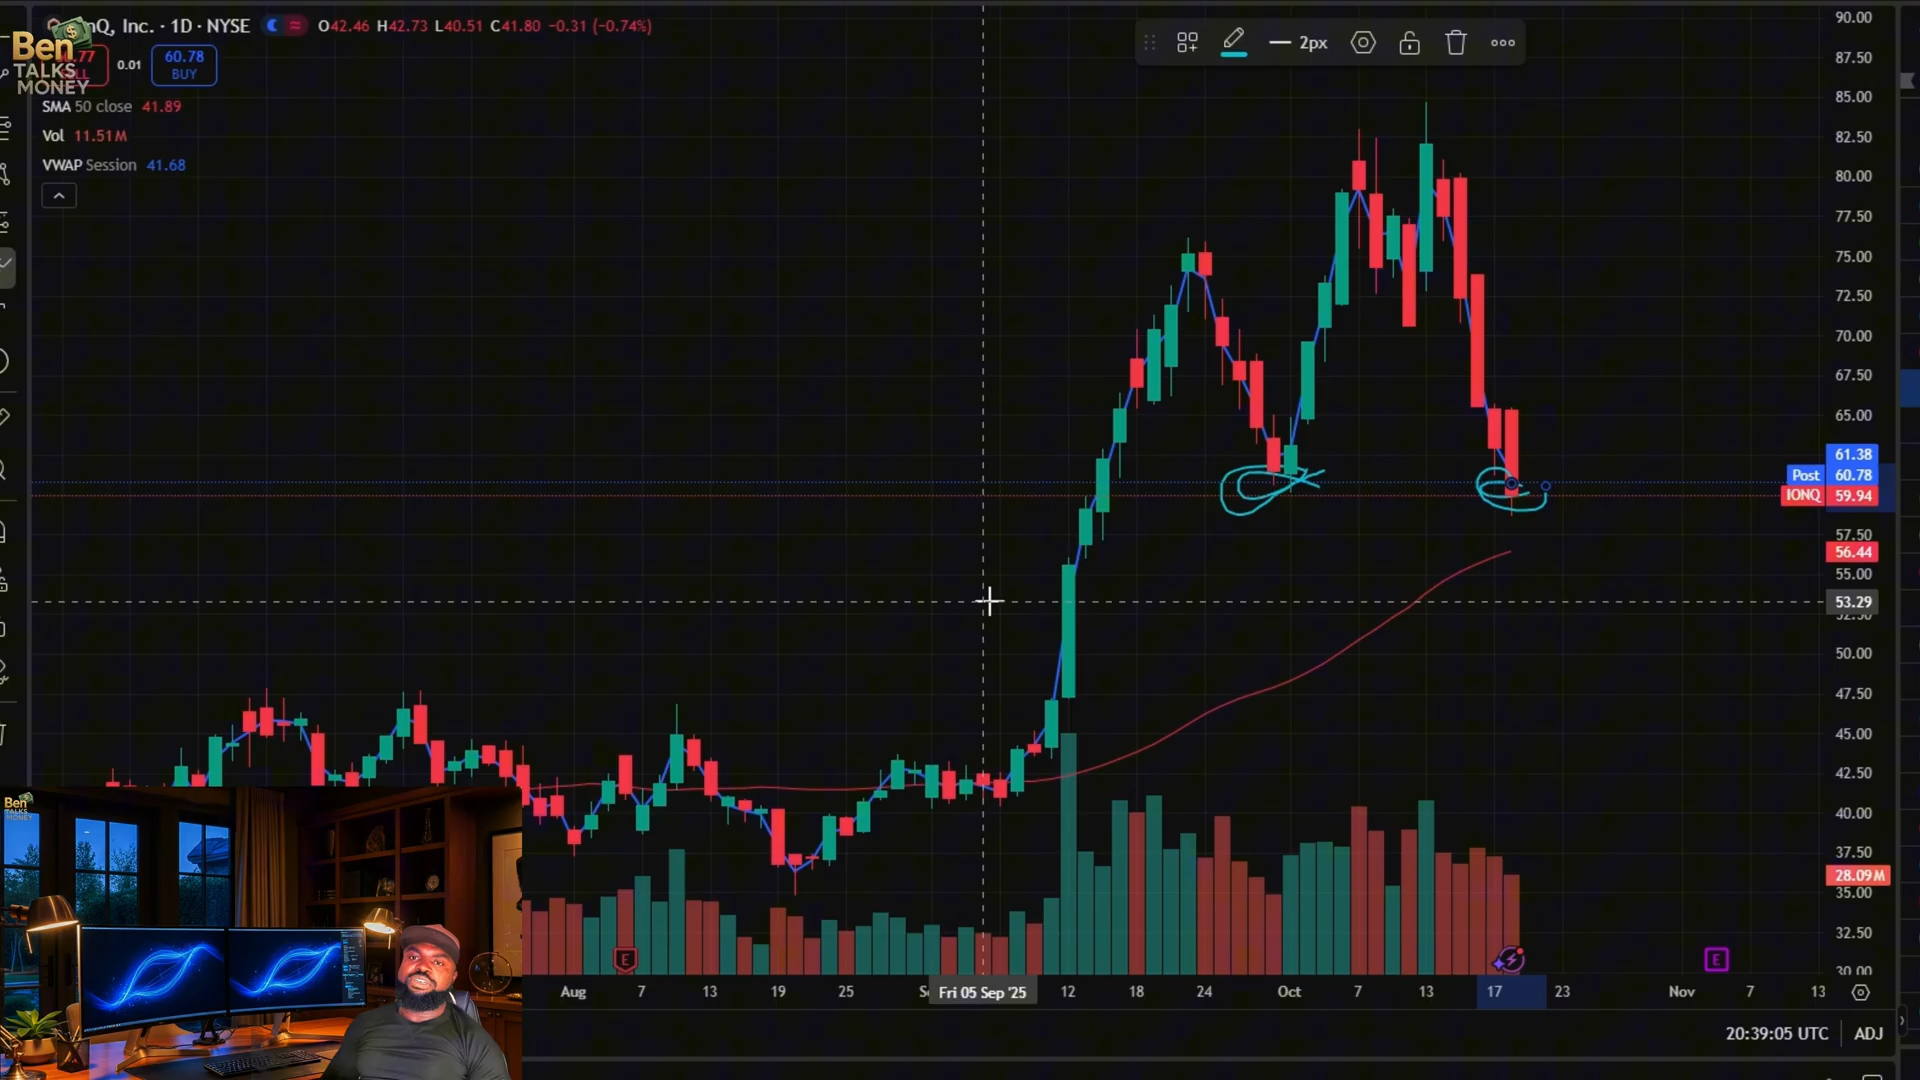 Ben
TALKS
MONEY
Q, Inc. · 1D · NYSE
O42.46 H42.73 L40.51 C41.80 −0.31 (−0.74%)
.77
0.01
60.78
BUY
SMA 50 close 41.89
Vol 11.51M
VWAP Session 41.68
2px
90.00
87.50
85.00
82.50
80.00
77.50
75.00
72.50
70.00
67.50
65.00
61.38
Post 60.78
IONQ 59.94
57.50
56.44
55.00
53.29
52.50
50.00
47.50
45.00
42.50
40.00
37.50
28.09M
35.00
32.50
30.00
Ben
TALKS
MONEY
E
E
Aug 7 13 19 25 Fri 05 Sep '25 12 18 24 Oct 7 13 17 23 Nov 7 13
20:39:05 UTC ADJ